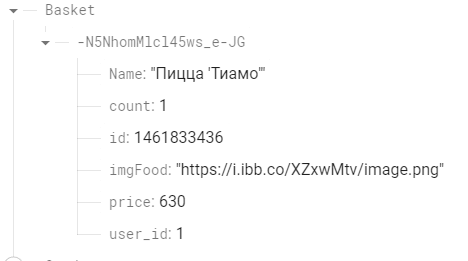 Basket
-N5NhomMlcl45ws_e-JG
Name: "Пицца 'Тиамо'"
count: 1
id: 1461833436
imgFood: "https://i.ibb.co/XZxwMtv/image.png"
price: 630
user_id: 1